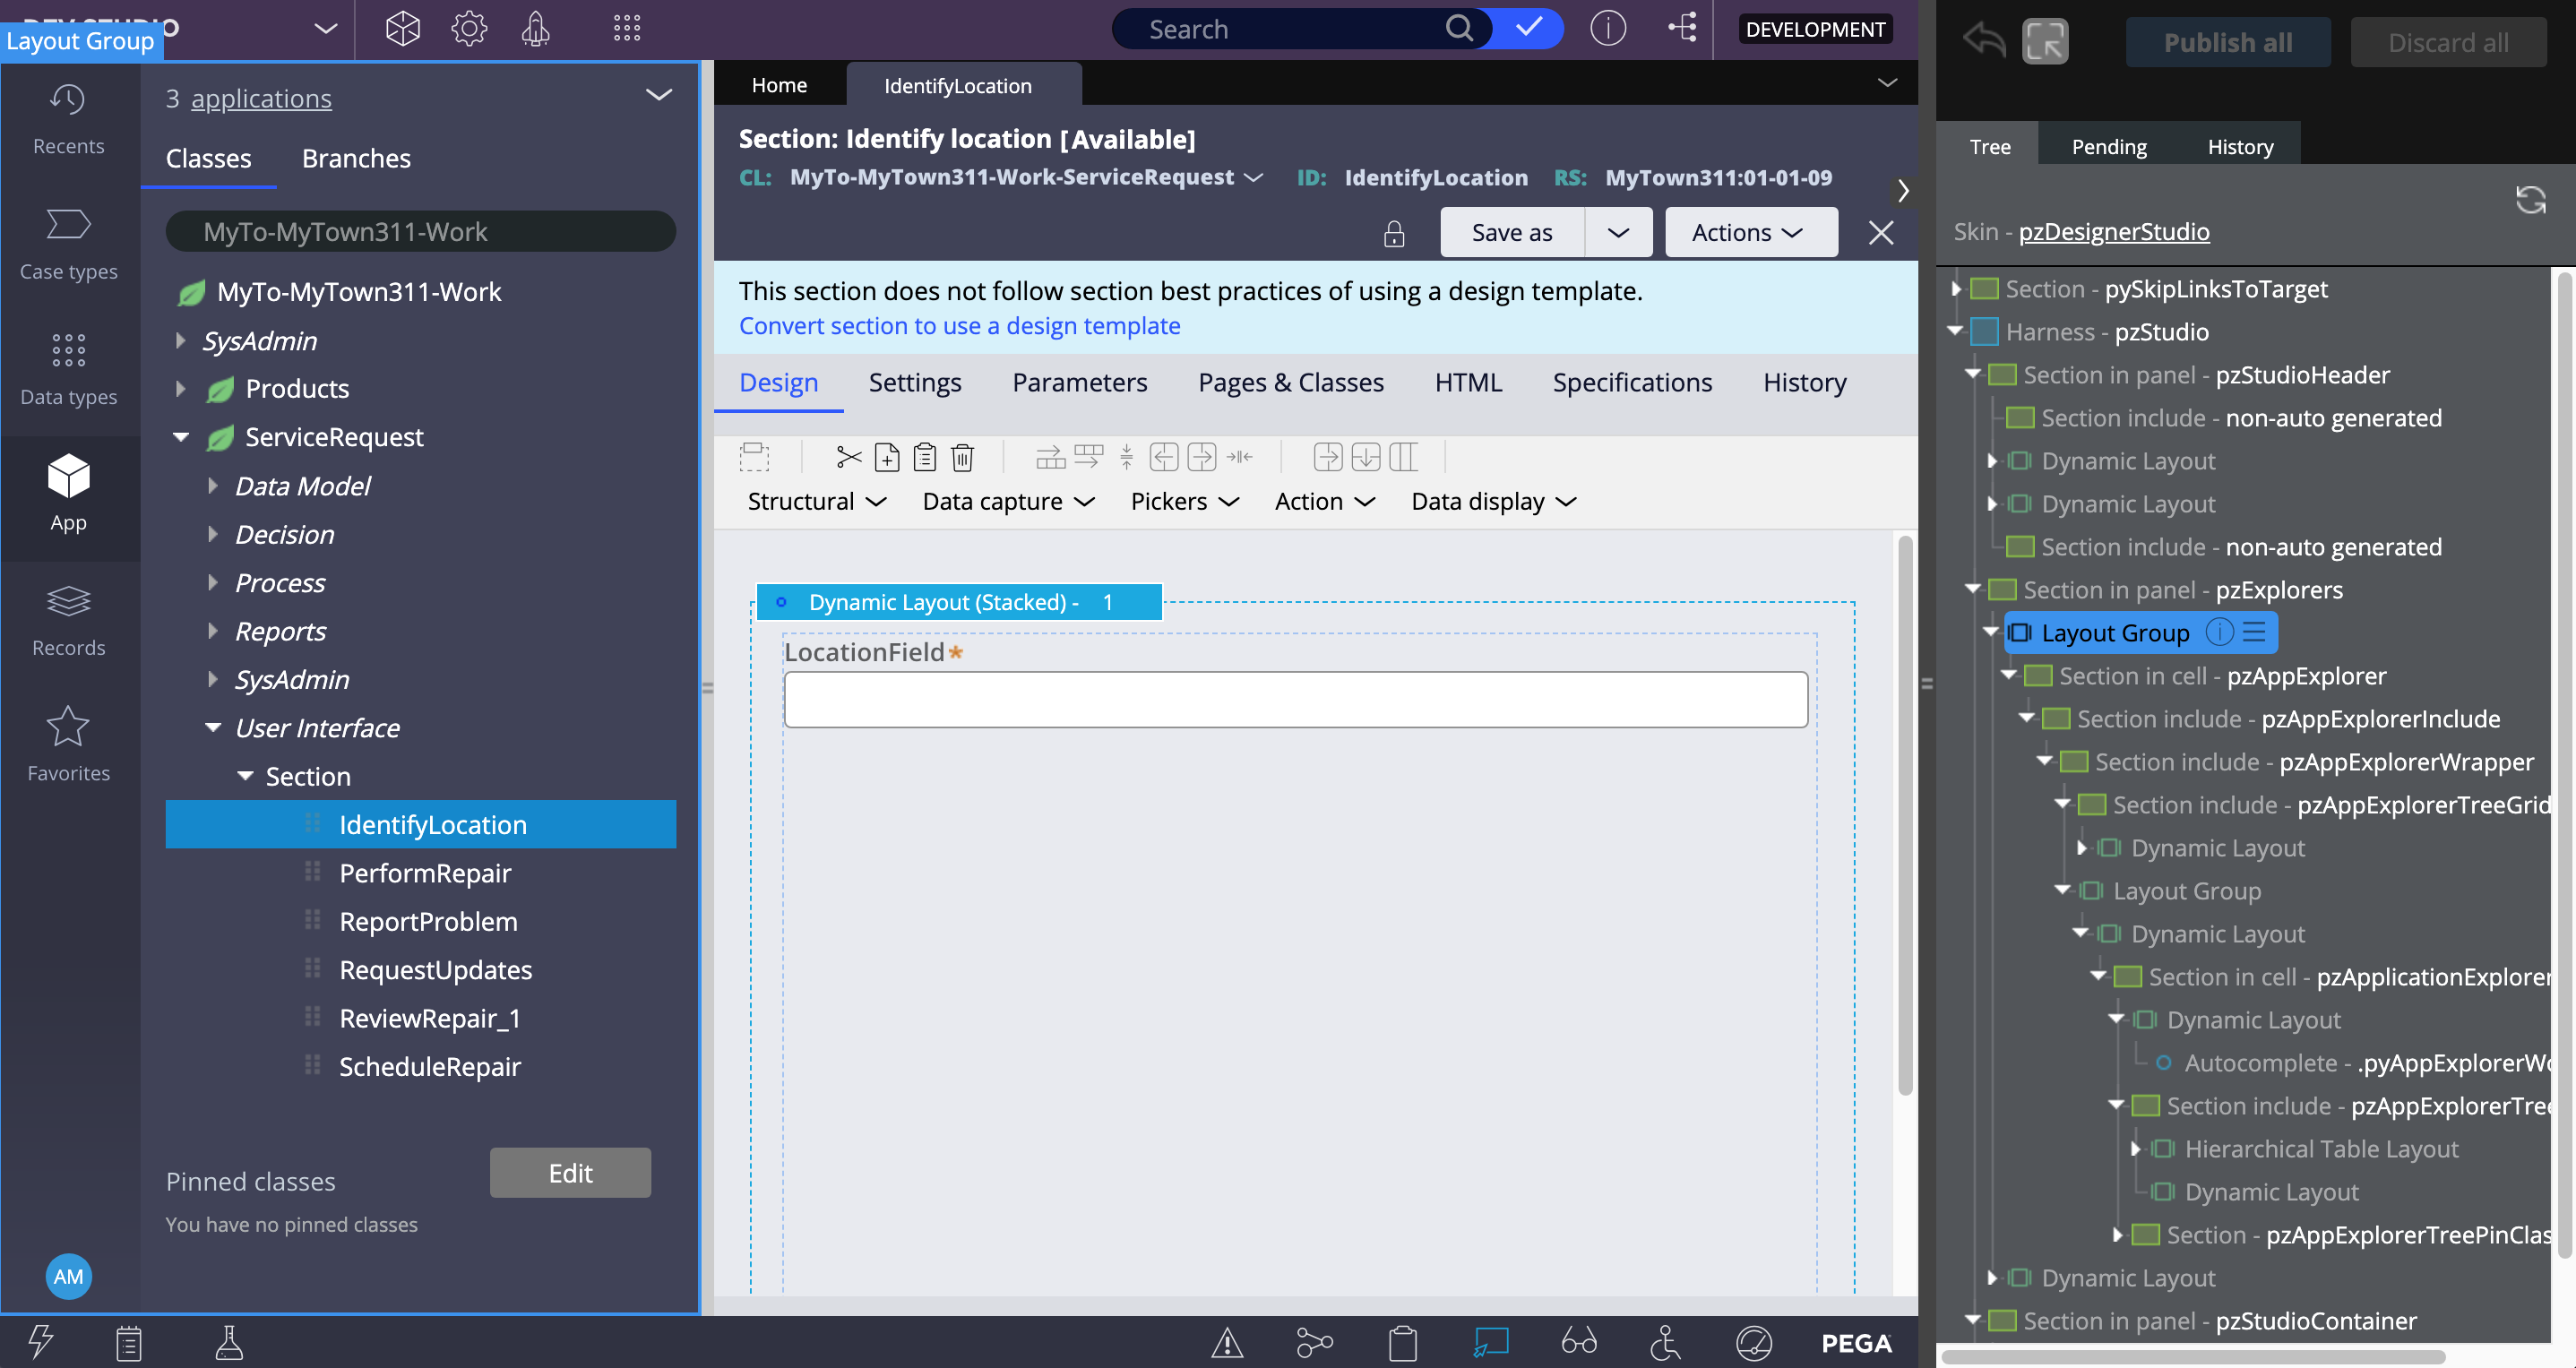 Layout Group
Search
DEVELOPMENT
Publish all
Discard all
Recents
Case types
Data types
App
Records
Favorites
AM
3 applications
Classes
Branches
MyTo-MyTown311-Work
MyTo-MyTown311-Work
SysAdmin
Products
ServiceRequest
Data Model
Decision
Process
Reports
SysAdmin
User Interface
Section
IdentifyLocation
PerformRepair
ReportProblem
RequestUpdates
ReviewRepair_1
ScheduleRepair
Pinned classes
Edit
You have no pinned classes
Home
IdentifyLocation
Section: Identify location [Available]
CL: MyTo-MyTown311-Work-ServiceRequest ID: IdentifyLocation RS: MyTown311:01-01-09
Save as
Actions
This section does not follow section best practices of using a design template.
Convert section to use a design template
Design Settings Parameters Pages & Classes HTML Specifications History
Structural Data capture Pickers Action Data display
Dynamic Layout (Stacked) - 1
LocationField*
PEGA
Tree
Pending
History
Skin - pzDesignerStudio
Section - pySkipLinksToTarget
Harness - pzStudio
Section in panel - pzStudioHeader
Section include - non-auto generated
Dynamic Layout
Dynamic Layout
Section include - non-auto generated
Section in panel - pzExplorers
Layout Group
Section in cell - pzAppExplorer
Section include - pzAppExplorerInclude
Section include - pzAppExplorerWrapper
Section include - pzAppExplorerTreeGrid
Dynamic Layout
Layout Group
Dynamic Layout
Section in cell - pzApplicationExplorer
Dynamic Layout
Autocomplete - .pyAppExplorerWo
Section include - pzAppExplorerTree
Hierarchical Table Layout
Dynamic Layout
Section - pzAppExplorerTreePinClas
Dynamic Layout
Section in panel - pzStudioContainer